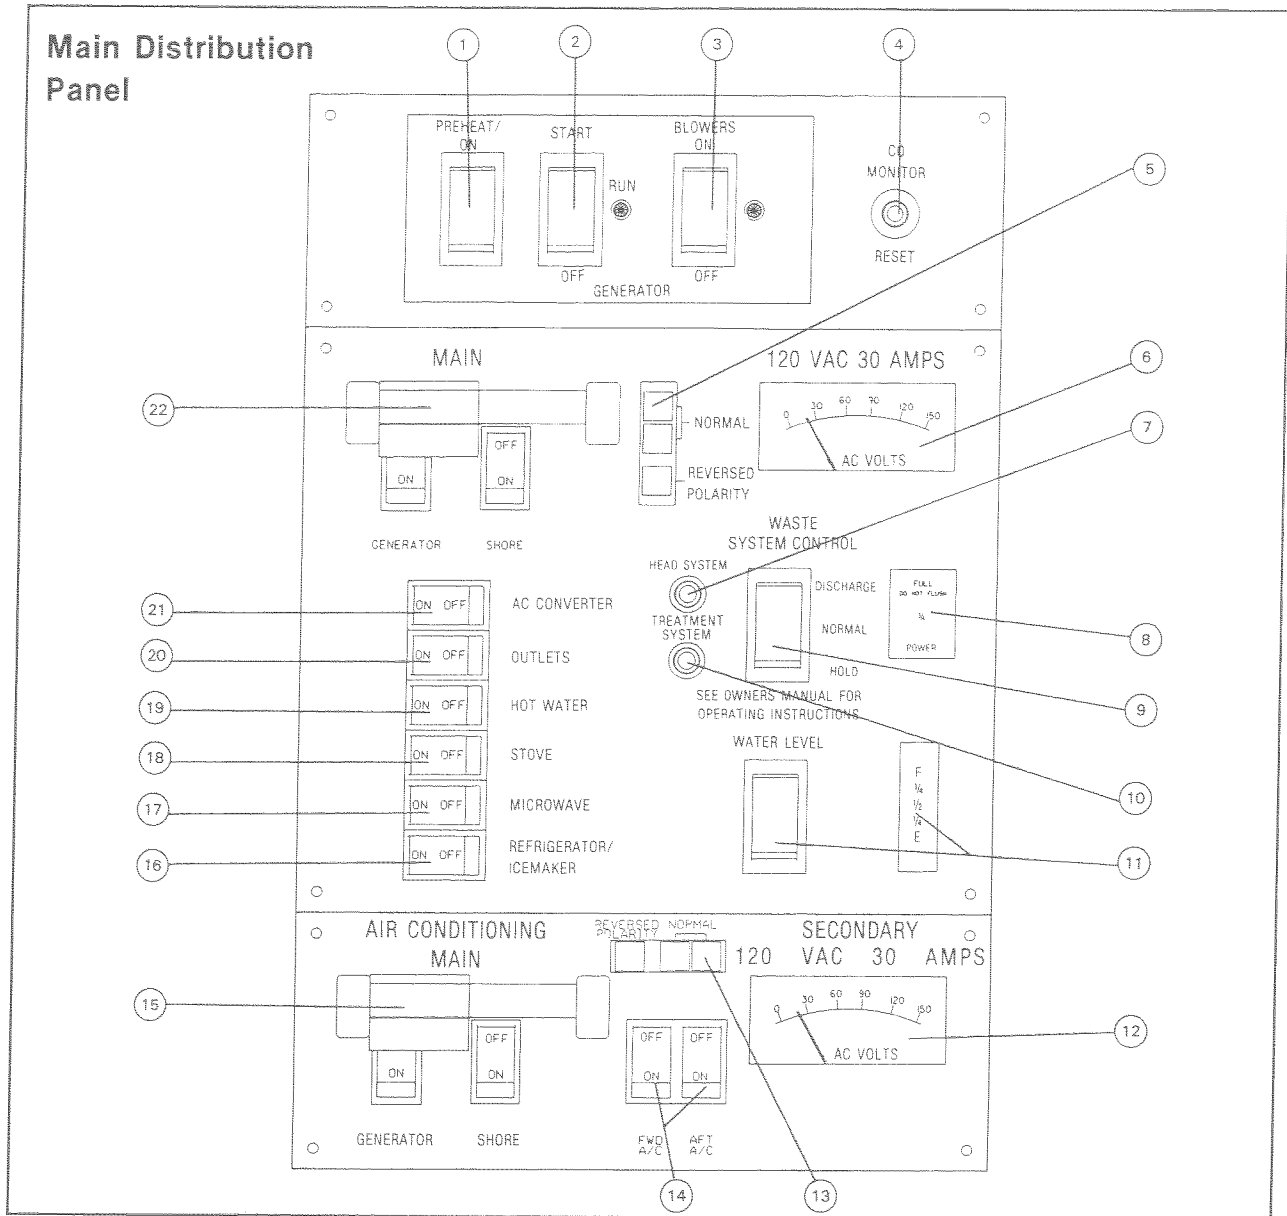 Main Distribution
Panel
1
2
3
4
PREHEAT/
ON
START
BLOWERS
ON
CO
MONITOR
5
RUN
RESET
OFF
OFF
GENERATOR
MAIN
120 VAC 30 AMPS
6
22
0 30 60 70 120 150
NORMAL
7
AC VOLTS
OFF
ON
ON
REVERSED
POLARITY
WASTE
SYSTEM CONTROL
GENERATOR
SHORE
HEAD SYSTEM
DISCHARGE
FULL
DO NOT FLUSH
21
ON OFF
AC CONVERTER
TREATMENT
SYSTEM
NORMAL
3/4
8
POWER
20
ON OFF
OUTLETS
HOLD
SEE OWNERS MANUAL FOR
OPERATING INSTRUCTIONS
19
ON OFF
HOT WATER
9
WATER LEVEL
18
ON OFF
STOVE
F
3/4
1/2
1/4
E
10
17
ON OFF
MICROWAVE
16
ON OFF
REFRIGERATOR/
ICEMAKER
11
AIR CONDITIONING
MAIN
REVERSED
POLARITY
NORMAL
SECONDARY
120 VAC 30 AMPS
15
0 30 60 90 120 150
AC VOLTS
12
OFF
ON
ON
OFF
ON
OFF
ON
GENERATOR
SHORE
FWD
A/C
AFT
A/C
14
13